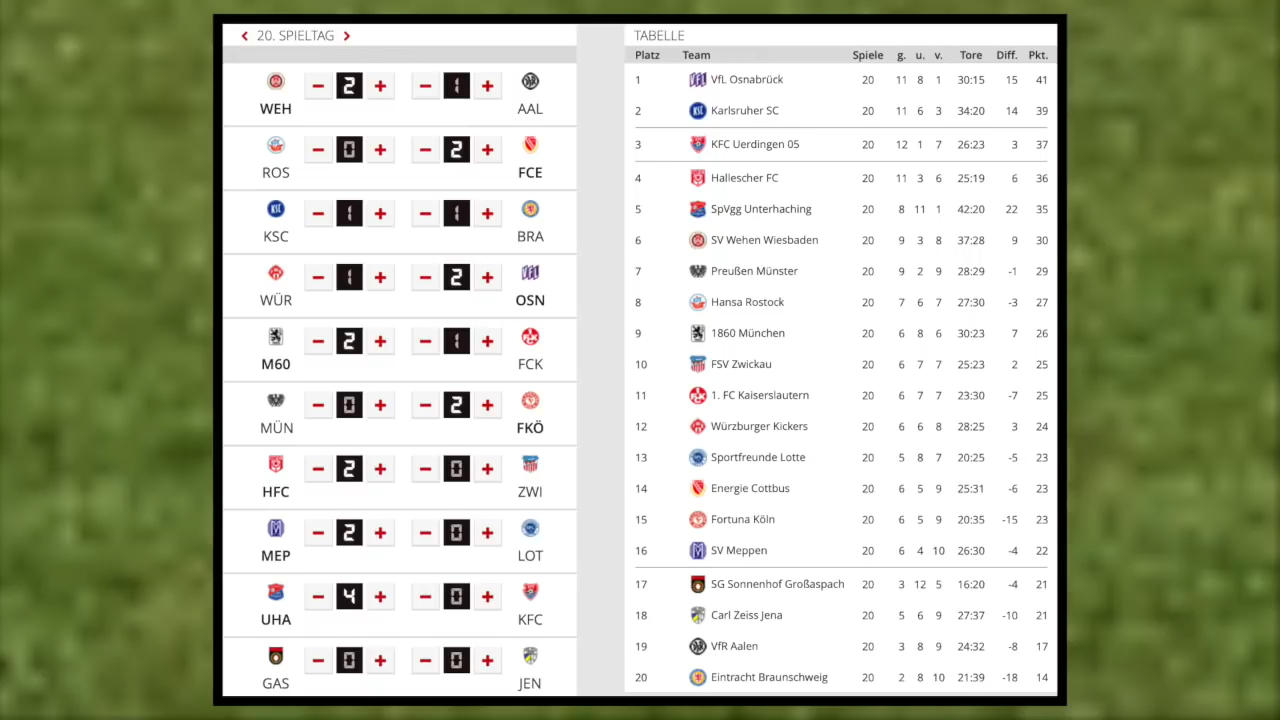 20. SPIELTAG
2 1
WEH AAL
0 2
ROS FCE
1 1
KSC BRA
1 2
WÜR OSN
2 1
M60 FCK
0 2
MÜN FKÖ
2 0
HFC ZWI
2 0
MEP LOT
4 0
UHA KFC
0 0
GAS JEN
TABELLE
Platz Team Spiele g. u. v. Tore Diff. Pkt.
1 VfL Osnabrück 20 11 8 1 30:15 15 41
2 Karlsruher SC 20 11 6 3 34:20 14 39
3 KFC Uerdingen 05 20 12 1 7 26:23 3 37
4 Hallescher FC 20 11 3 6 25:19 6 36
5 SpVgg Unterhaching 20 8 11 1 42:20 22 35
6 SV Wehen Wiesbaden 20 9 3 8 37:28 9 30
7 Preußen Münster 20 9 2 9 28:29 -1 29
8 Hansa Rostock 20 7 6 7 27:30 -3 27
9 1860 München 20 6 8 6 30:23 7 26
10 FSV Zwickau 20 6 7 7 25:23 2 25
11 1. FC Kaiserslautern 20 6 7 7 23:30 -7 25
12 Würzburger Kickers 20 6 6 8 28:25 3 24
13 Sportfreunde Lotte 20 5 8 7 20:25 -5 23
14 Energie Cottbus 20 6 5 9 25:31 -6 23
15 Fortuna Köln 20 6 5 9 20:35 -15 23
16 SV Meppen 20 6 4 10 26:30 -4 22
17 SG Sonnenhof Großaspach 20 3 12 5 16:20 -4 21
18 Carl Zeiss Jena 20 5 6 9 27:37 -10 21
19 VfR Aalen 20 3 8 9 24:32 -8 17
20 Eintracht Braunschweig 20 2 8 10 21:39 -18 14